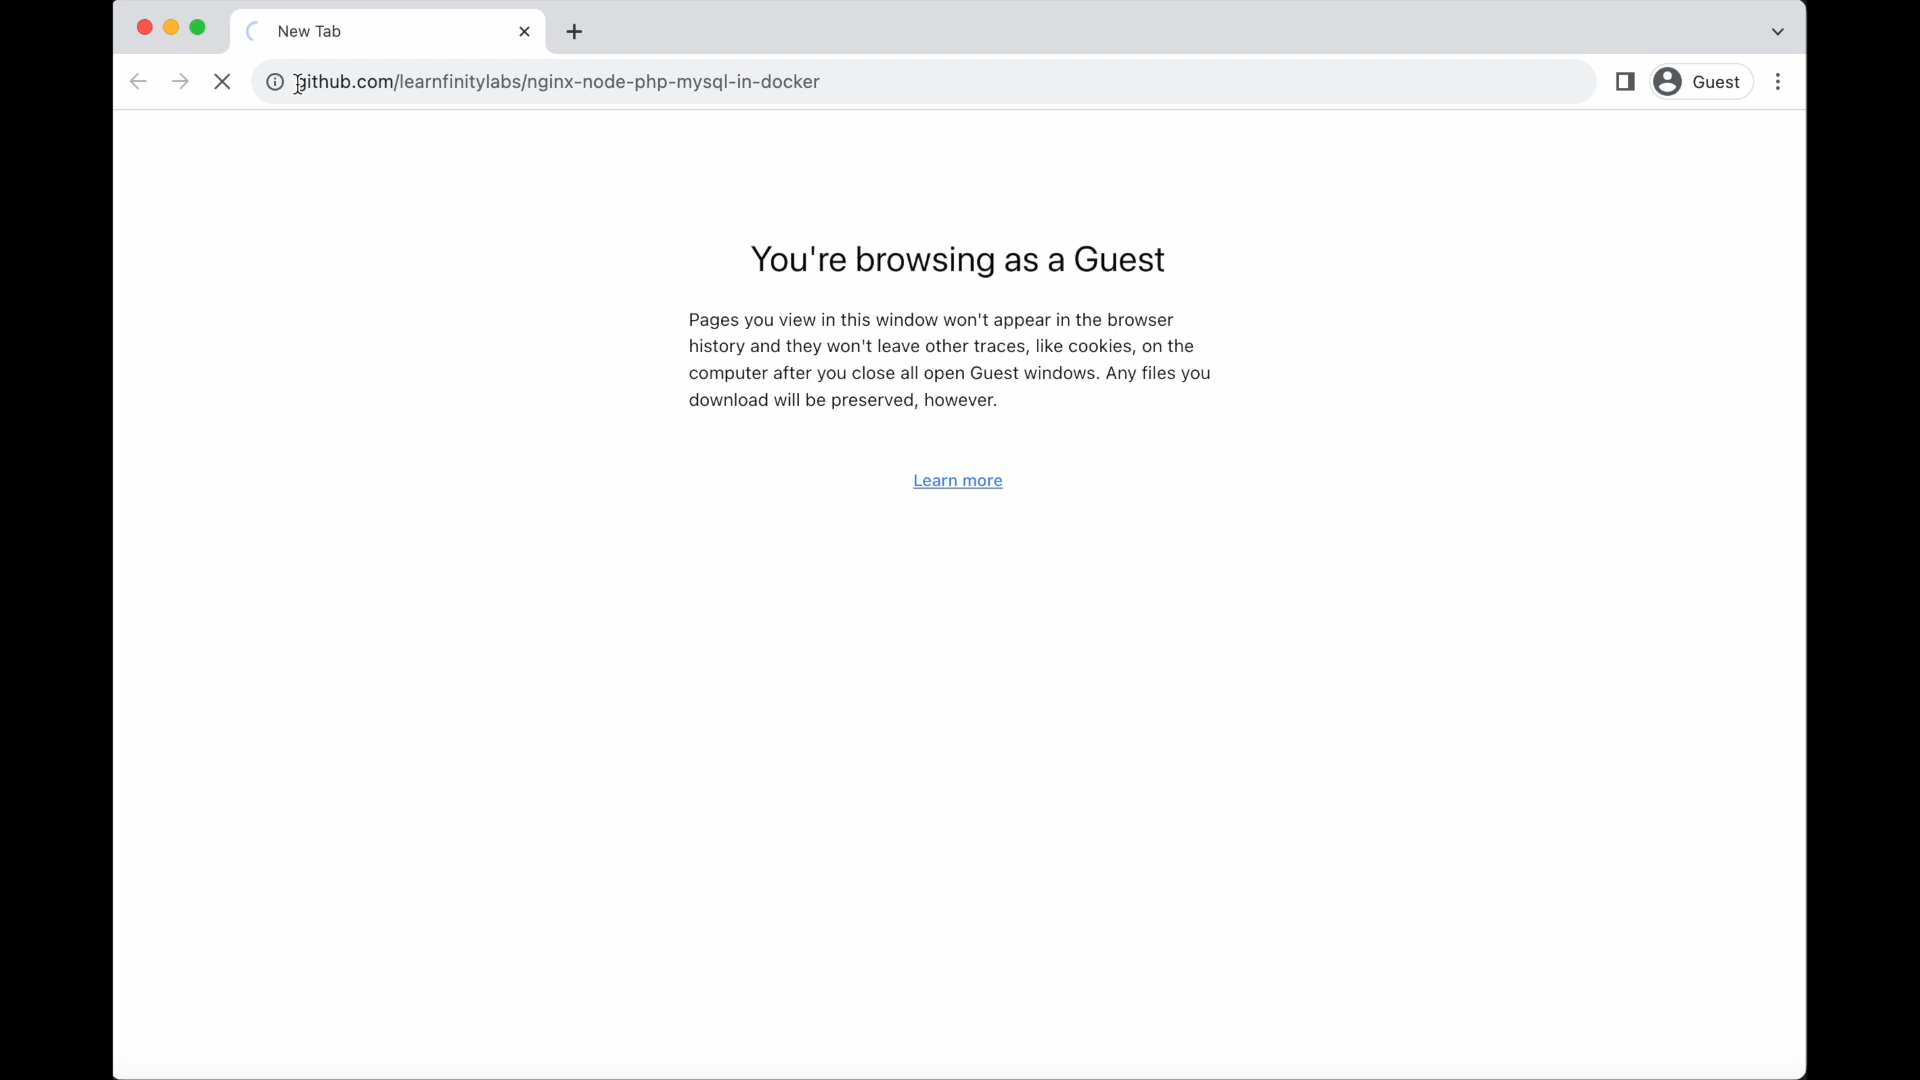 New Tab
github.com/learnfinitylabs/nginx-node-php-mysql-in-docker
Guest
You're browsing as a Guest
Pages you view in this window won't appear in the browser
history and they won't leave other traces, like cookies, on the
computer after you close all open Guest windows. Any files you
download will be preserved, however.
Learn more